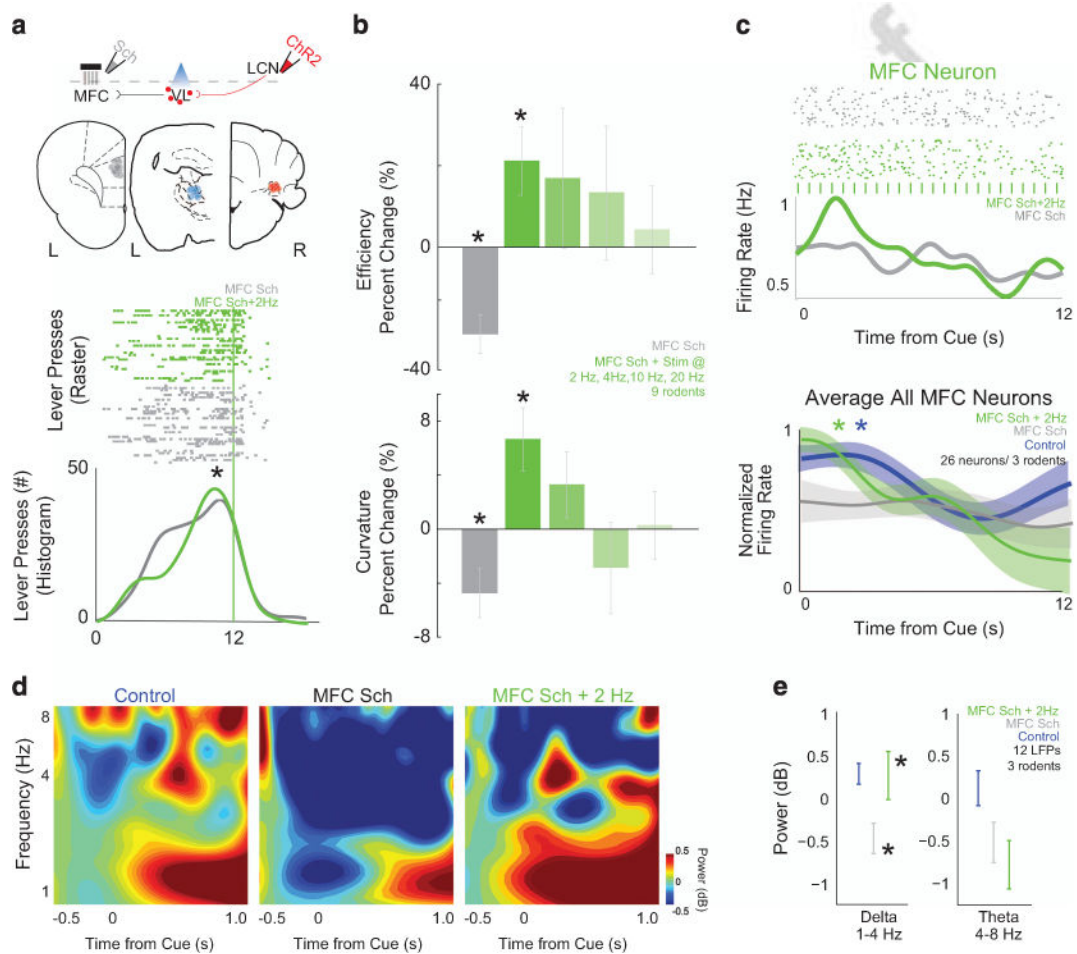 a
Sch
ChR2
LCN
MFC
VL
L
L
R
MFC Sch
MFC Sch+2Hz
Lever Presses
(Raster)
50
*
Lever Presses (#)
(Histogram)
0
0
12
b
40
*
Efficiency
Percent Change (%)
0
*
-40
MFC Sch
MFC Sch + Stim @
2 Hz, 4Hz,10 Hz, 20 Hz
9 rodents
8
*
Curvature
Percent Change (%)
0
*
-8
c
MFC Neuron
MFC Sch+2Hz
MFC Sch
Firing Rate (Hz)
1
0.5
0
12
Time from Cue (s)
Average All MFC Neurons
MFC Sch + 2Hz
MFC Sch
Control
26 neurons/ 3 rodents
* *
Normalized
Firing Rate
1
0
0
12
Time from Cue (s)
d
Control
MFC Sch
MFC Sch + 2 Hz
Frequency (Hz)
8
4
1
-0.5 0 1.0
-0.5 0 1.0
-0.5 0 1.0
Time from Cue (s)
Time from Cue (s)
Time from Cue (s)
0.5
Power (dB)
-0.5
e
MFC Sch + 2Hz
MFC Sch
Control
12 LFPs
3 rodents
Power (dB)
1
0.5
0
−0.5
−1
*
*
Delta
1-4 Hz
1
0.5
0
−0.5
−1
Theta
4-8 Hz